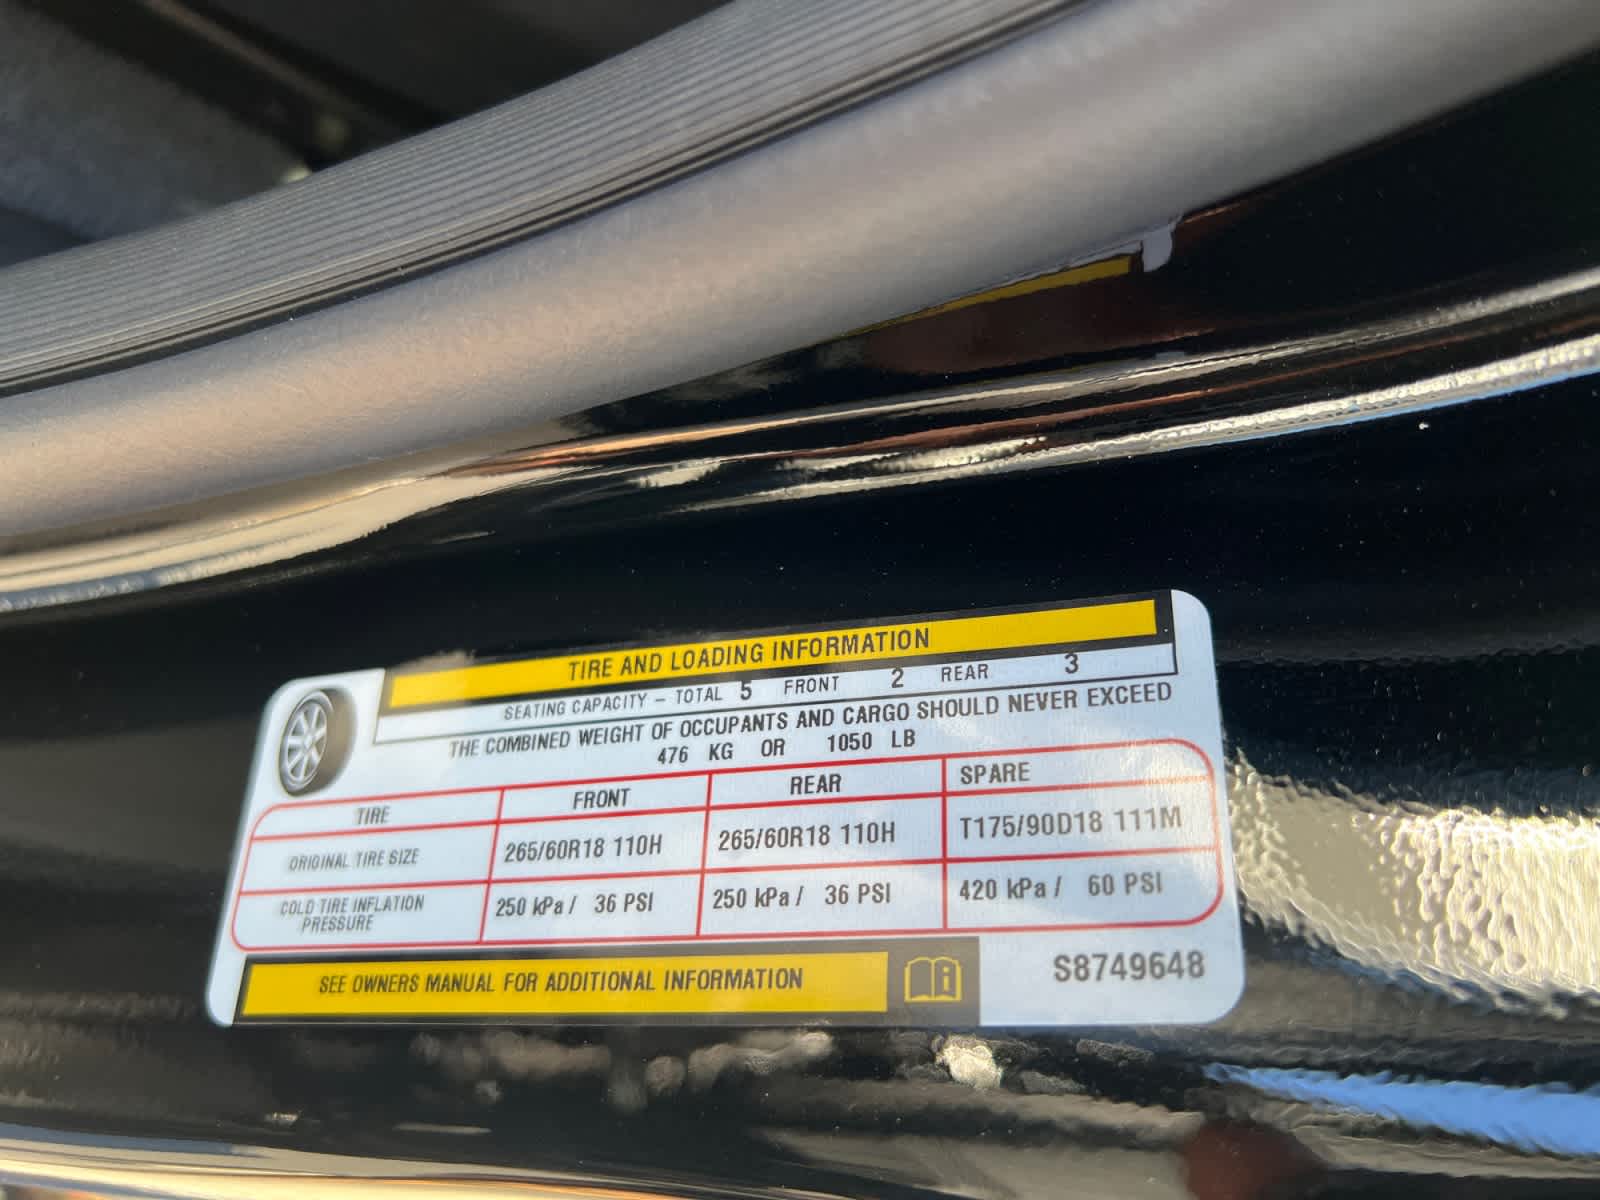 TIRE AND LOADING INFORMATION
SEATING CAPACITY – TOTAL 5 FRONT 2 REAR 3
THE COMBINED WEIGHT OF OCCUPANTS AND CARGO SHOULD NEVER EXCEED
476 KG OR 1050 LB
TIRE FRONT REAR SPARE
ORIGINAL TIRE SIZE 265/60R18 110H 265/60R18 110H T175/90D18 111M
COLD TIRE INFLATION PRESSURE 250 kPa / 36 PSI 250 kPa / 36 PSI 420 kPa / 60 PSI
SEE OWNERS MANUAL FOR ADDITIONAL INFORMATION
S8749648